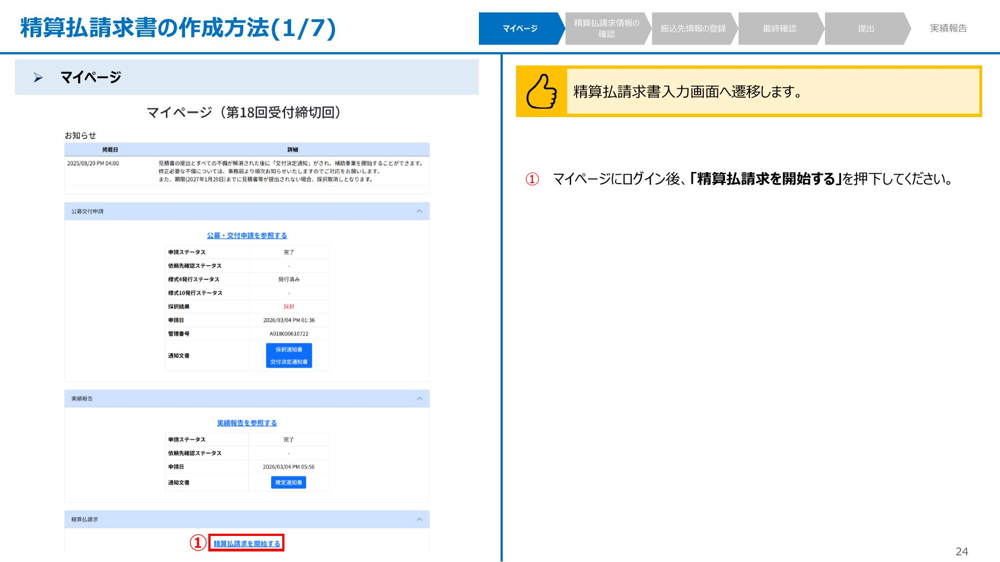 精算払請求書の作成方法(1/7)
マイページ
精算払請求情報の
確認
振込先情報の登録
最終確認
提出
実績報告
➢ マイページ
マイページ（第18回受付締切回）
お知らせ
掲載日 詳細
2025/08/20 PM 04:00 見積書の提出とすべての不備が解消された後に「交付決定通知」がされ、補助事業を開始することができます。
修正必要な不備については、事務局より順次お知らせいたしますのでご対応をお願いします。
また、期限(2027年1月29日)までに見積書等が提出されない場合、採択取消しとなります。
公募交付申請
公募・交付申請を参照する
申請ステータス 完了
依頼先確認ステータス -
様式4発行ステータス 発行済み
様式10発行ステータス -
採択結果 採択
申請日 2026/03/04 PM 01:36
管理番号 A018000610722
通知文書 採択通知書
交付決定通知書
実績報告
実績報告を参照する
申請ステータス 完了
依頼先確認ステータス -
申請日 2026/03/04 PM 05:56
通知文書 確定通知書
精算払請求
① 精算払請求を開始する
精算払請求書入力画面へ遷移します。
① マイページにログイン後、「精算払請求を開始する」を押下してください。
24